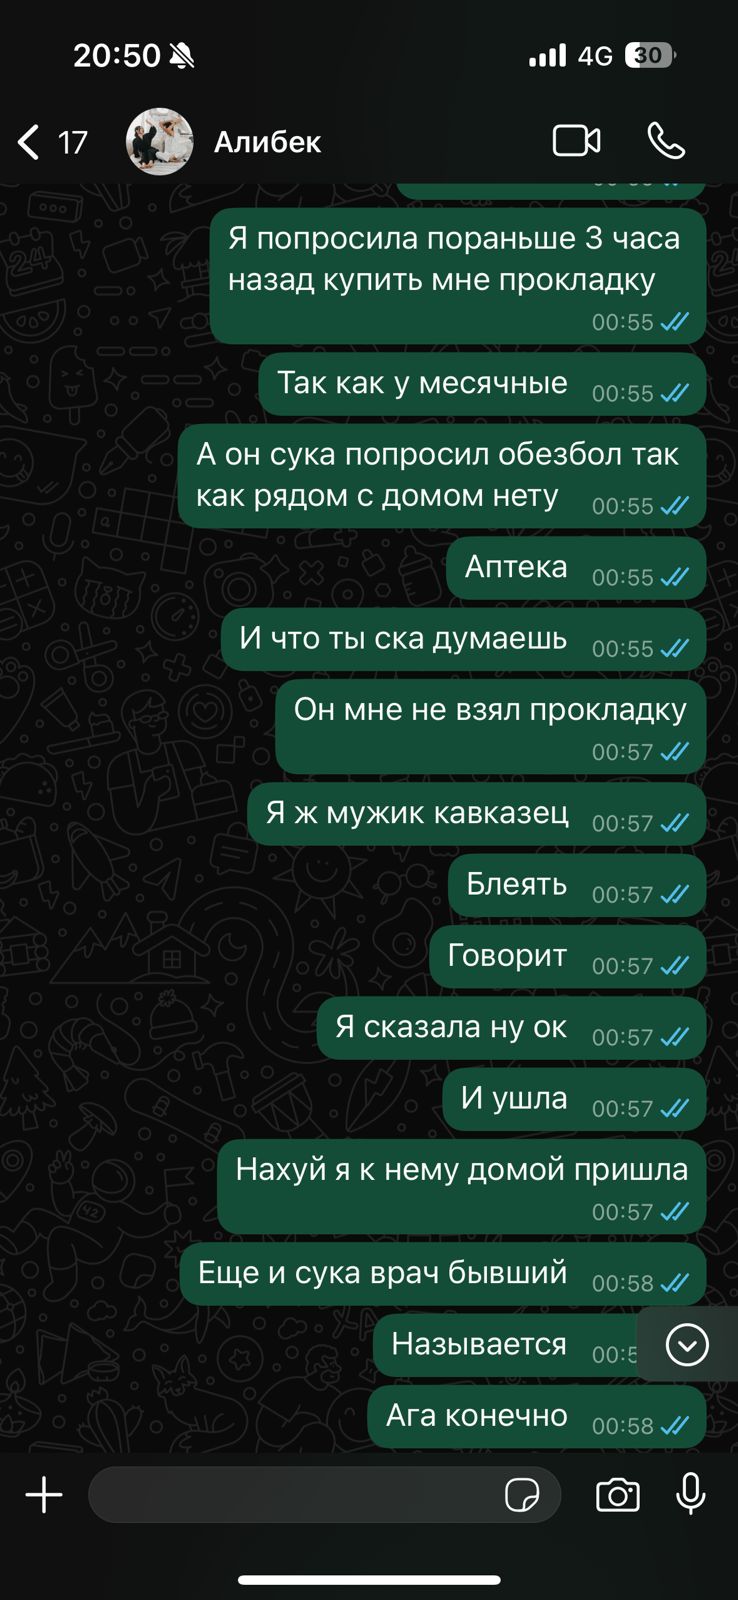 20:50
4G
30
17
Алибек
Я попросила пораньше 3 часа
назад купить мне прокладку
00:55
Так как у месячные 00:55
А он сука попросил обезбол так
как рядом с домом нету 00:55
Аптека 00:55
И что ты ска думаешь 00:55
Он мне не взял прокладку
00:57
Я ж мужик кавказец 00:57
Блеять 00:57
Говорит 00:57
Я сказала ну ок 00:57
И ушла 00:57
Нахуй я к нему домой пришла
00:57
Еще и сука врач бывший 00:58
Называется
Ага конечно 00:58